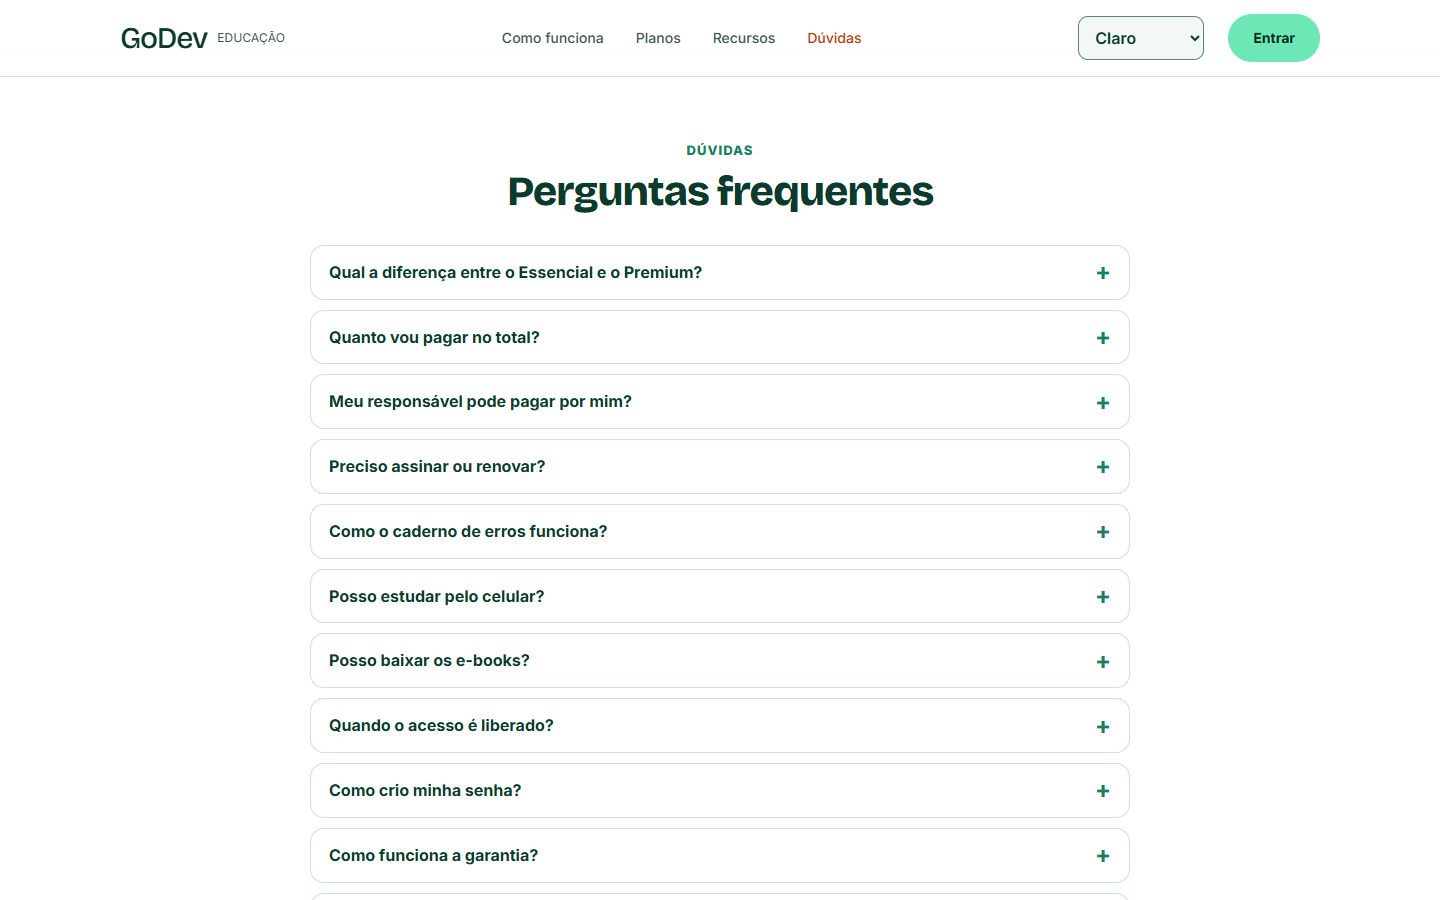 GoDev EDUCAÇÃO
Como funciona
Planos
Recursos
Dúvidas
Claro
Entrar
DÚVIDAS
Perguntas frequentes
Qual a diferença entre o Essencial e o Premium?
+
Quanto vou pagar no total?
+
Meu responsável pode pagar por mim?
+
Preciso assinar ou renovar?
+
Como o caderno de erros funciona?
+
Posso estudar pelo celular?
+
Posso baixar os e-books?
+
Quando o acesso é liberado?
+
Como crio minha senha?
+
Como funciona a garantia?
+